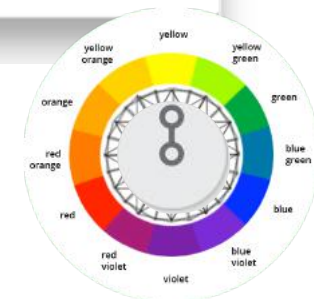 yellow
yellow
green
green
blue
green
blue
blue
violet
violet
red
violet
red
red
orange
orange
yellow
orange